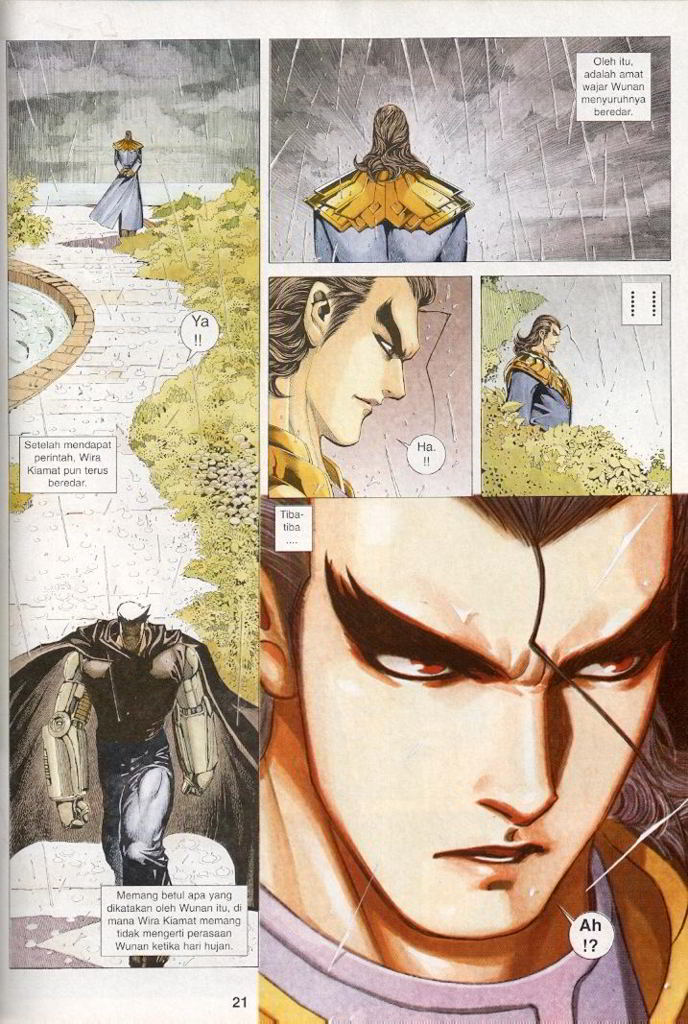 Ya
!!
Setelah mendapat
perintah, Wira
Kiamat pun terus
beredar.
Memang betul apa yang
dikatakan oleh Wunan itu, di
mana Wira Kiamat memang
tidak mengerti perasaan
Wunan ketika hari hujan.
Oleh itu,
adalah amat
wajar Wunan
menyuruhnya
beredar.
Ha.
!!
Tiba-
tiba
....
Ah
!?
21